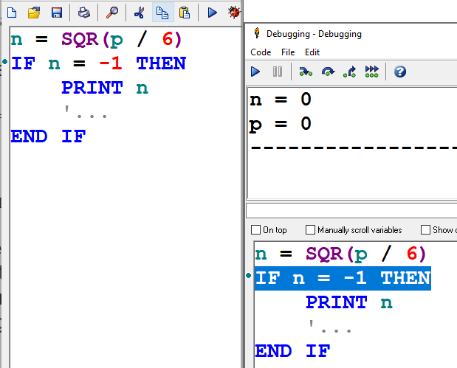 n = SQR(p / 6)
IF n = -1 THEN
PRINT n
'...
END IF
Debugging - Debugging
Code File Edit
n = 0
p = 0
-----------------
On top Manually scroll variables Show
n = SQR(p / 6)
IF n = -1 THEN
PRINT n
'...
END IF